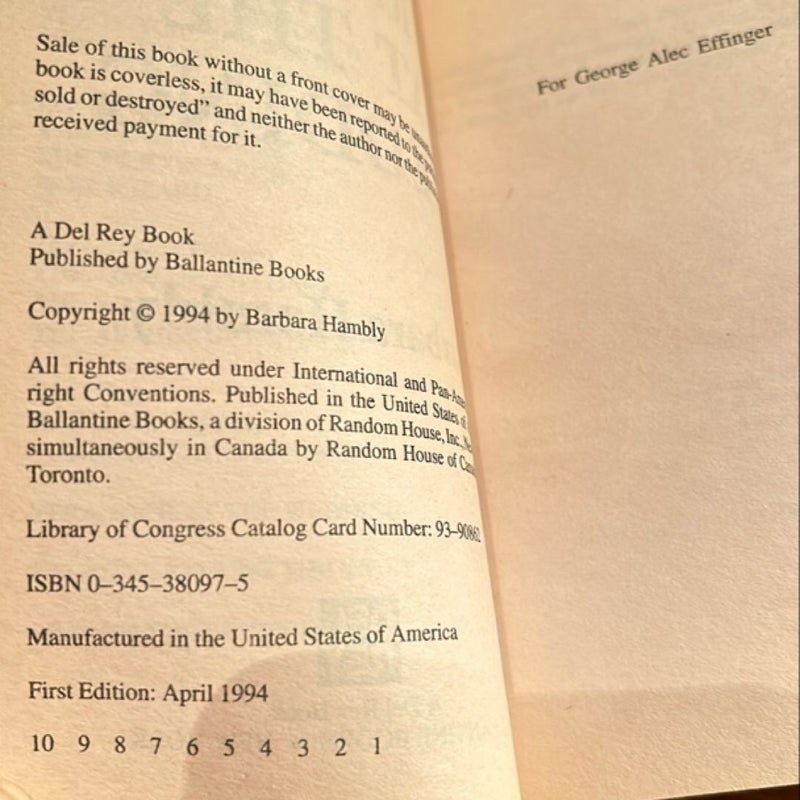 Sale of this book without a front cover may be
book is coverless, it may have been reported to the
sold or destroyed” and neither the author nor the
received payment for it.
A Del Rey Book
Published by Ballantine Books
Copyright © 1994 by Barbara Hambly
All rights reserved under International and
right Conventions. Published in the United States of
Ballantine Books, a division of Random House, Inc.,
simultaneously in Canada by Random House of
Toronto.
Library of Congress Catalog Card Number:
ISBN 0–345–38097–5
Manufactured in the United States of America
First Edition: April 1994
10 9 8 7 6 5 4 3 2 1
For George Alec Effinger